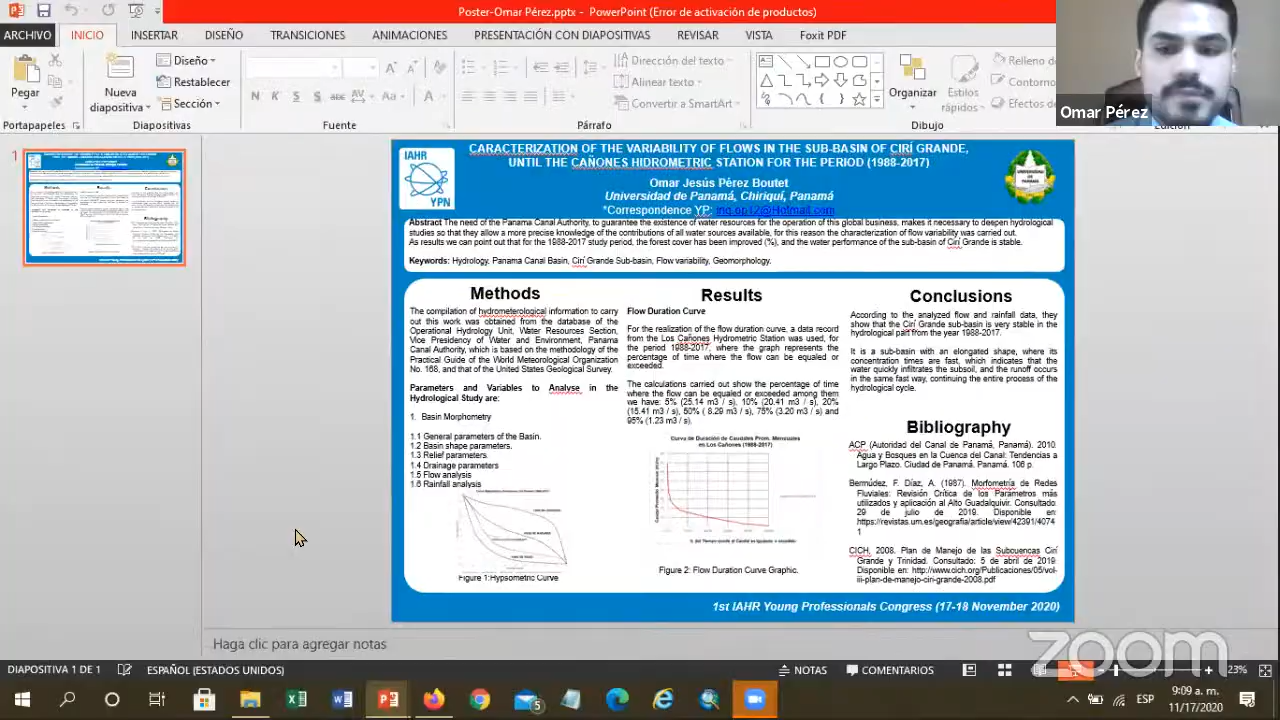 Poster-Omar Pérez.pptx - PowerPoint (Error de activación de productos)
ARCHIVO INICIO INSERTAR DISEÑO TRANSICIONES ANIMACIONES PRESENTACIÓN CON DIAPOSITIVAS REVISAR VISTA Foxit PDF
Pegar
Nueva
diapositiva
Diseño
Restablecer
Sección
N K S
Dirección del texto
Alinear texto
Convertir a SmartArt
Organizar
Estilos
rápidos
Relleno
Contorno
Efectos
Portapapeles Diapositivas Fuente Párrafo Dibujo Edición
Omar Pérez
1
IAHR
YPN
CARACTERIZATION OF THE VARIABILITY OF FLOWS IN THE SUB-BASIN OF CIRÍ GRANDE,
UNTIL THE CAÑONES HIDROMETRIC STATION FOR THE PERIOD (1988-2017)
Omar Jesús Pérez Boutet
Universidad de Panamá, Chiriquí, Panamá
*Correspondence YP: ing.op12@Hotmail.com
Abstract The need for the Panama Canal Authority, to guarantee the existence of water resources for the operation of this global business, makes it necessary to deepen hydrological
studies so that they allow a more precise knowledge of the contributions of all water sources available, for this reason the characterization of flow variability was carried out.
As results we can point out that for the 1988-2017 study period, the forest cover has been improved (%), and the water performance of the sub-basin of Cirí Grande is stable.
Keywords: Hydrology, Panama Canal Basin, Cirí Grande Sub-basin, Flow variability, Geomorphology.
Methods
The compilation of hydrometerological information to carry
out this work was obtained from the database of the
Operational Hydrology Unit, Water Resources Section,
Vice Presidency of Water and Environment, Panama
Canal Authority, which is based on the methodology of the
Practical Guide of the World Meteorological Organization
No. 168, and that of the United States Geological Survey.
Parameters and Variables to Analyse in the
Hydrological Study are:
1. Basin Morphometry
1.1 General parameters of the Basin.
1.2 Basin shape parameters.
1.3 Relief parameters.
1.4 Drainage parameters
1.5 Flow analysis
1.6 Rainfall analysis
Figure 1:Hypsometric Curve
Results
Flow Duration Curve
For the realization of the flow duration curve, a data record
from the Los Cañones Hydrometric Station was used, for
the period 1988-2017, where the graph represents the
percentage of time where the flow can be equaled or
exceeded.
The calculations carried out show the percentage of time
where the flow can be equaled or exceeded among them
we have: 5% (25.14 m3 / s), 10% (20.41 m3 / s), 20%
(15.41 m3 / s), 50% ( 8.29 m3 / s), 75% (3.20 m3 / s) and
95% (1.23 m3 / s).
Curva de Duración de Caudales Prom. Mensuales
en Los Cañones (1988-2017)
Figure 2: Flow Duration Curve Graphic.
Conclusions
According to the analyzed flow and rainfall data, they
show that the Cirí Grande sub-basin is very stable in the
hydrological part from the year 1988-2017.
It is a sub-basin with an elongated shape, where its
concentration times are fast, which indicates that the
water quickly infiltrates the subsoil, and the runoff occurs
in the same fast way, continuing the entire process of the
hydrological cycle.
Bibliography
ACP (Autoridad del Canal de Panamá, Panamá). 2010.
Agua y Bosques en la Cuenca del Canal: Tendencias a
Largo Plazo. Ciudad de Panamá. Panamá. 106 p.
Bermúdez, F. Díaz, A. (1987). Morfometría de Redes
Fluviales: Revisión Crítica de los Parámetros más
utilizados y aplicación al Alto Guadalquivir. Consultado:
29 de julio de 2019. Disponible en:
https://revistas.um.es/geografia/article/view/42391/4074
1
CICH, 2008. Plan de Manejo de las Subcuencas Cirí
Grande y Trinidad. Consultado: 5 de abril de 2019.
Disponible en: http://www.cich.org/Publicaciones/05/vol-
iii-plan-de-manejo-ciri-grande-2008.pdf
1st IAHR Young Professionals Congress (17-18 November 2020)
Haga clic para agregar notas
zoom
DIAPOSITIVA 1 DE 1 ESPAÑOL (ESTADOS UNIDOS) NOTAS COMENTARIOS 23%
5
ESP
9:09 a. m.
11/17/2020